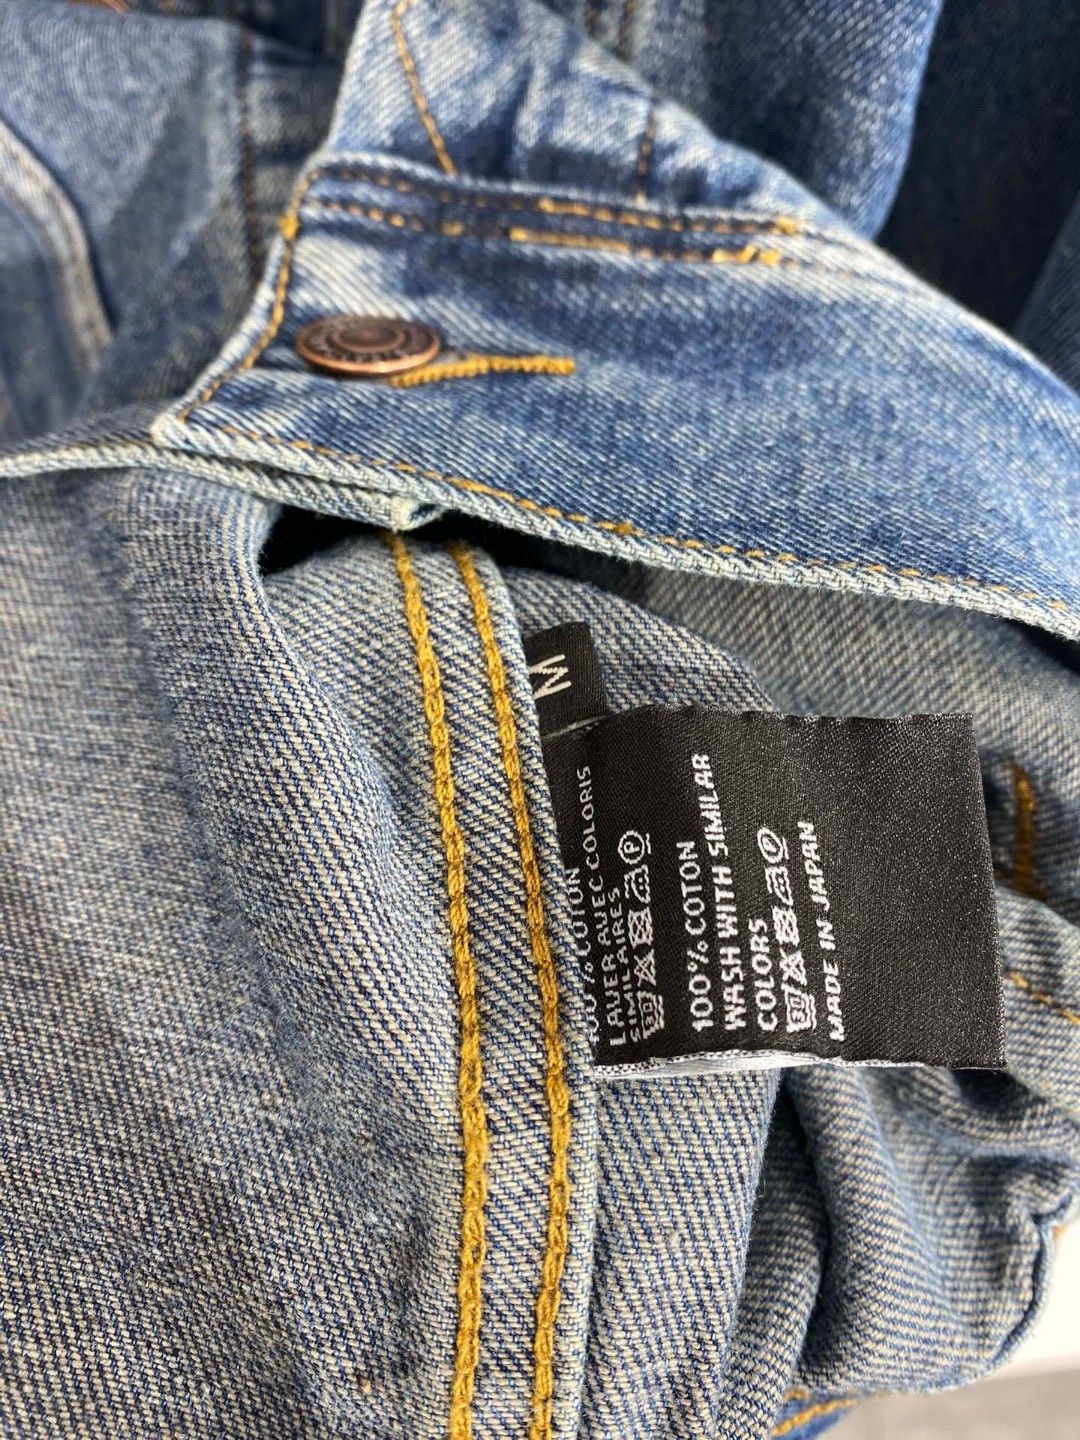 M
100% COTON
LAVER AVEC COLORIS
SIMILAIRES
100% COTON
WASH WITH SIMILAR
COLORS
MADE IN JAPAN